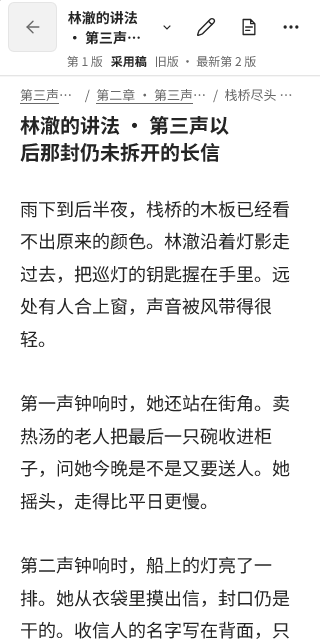 林澈的讲法
· 第三声…
第 1 版 采用稿 旧版 · 最新第 2 版
第三声… / 第二章 · 第三声… / 栈桥尽头 …
林澈的讲法 · 第三声以
后那封仍未拆开的长信
雨下到后半夜，栈桥的木板已经看
不出原来的颜色。林澈沿着灯影走
过去，把巡灯的钥匙握在手里。远
处有人合上窗，声音被风带得很
轻。
第一声钟响时，她还站在街角。卖
热汤的老人把最后一只碗收进柜
子，问她今晚是不是又要送人。她
摇头，走得比平日更慢。
第二声钟响时，船上的灯亮了一
排。她从衣袋里摸出信，封口仍是
干的。收信人的名字写在背面，只